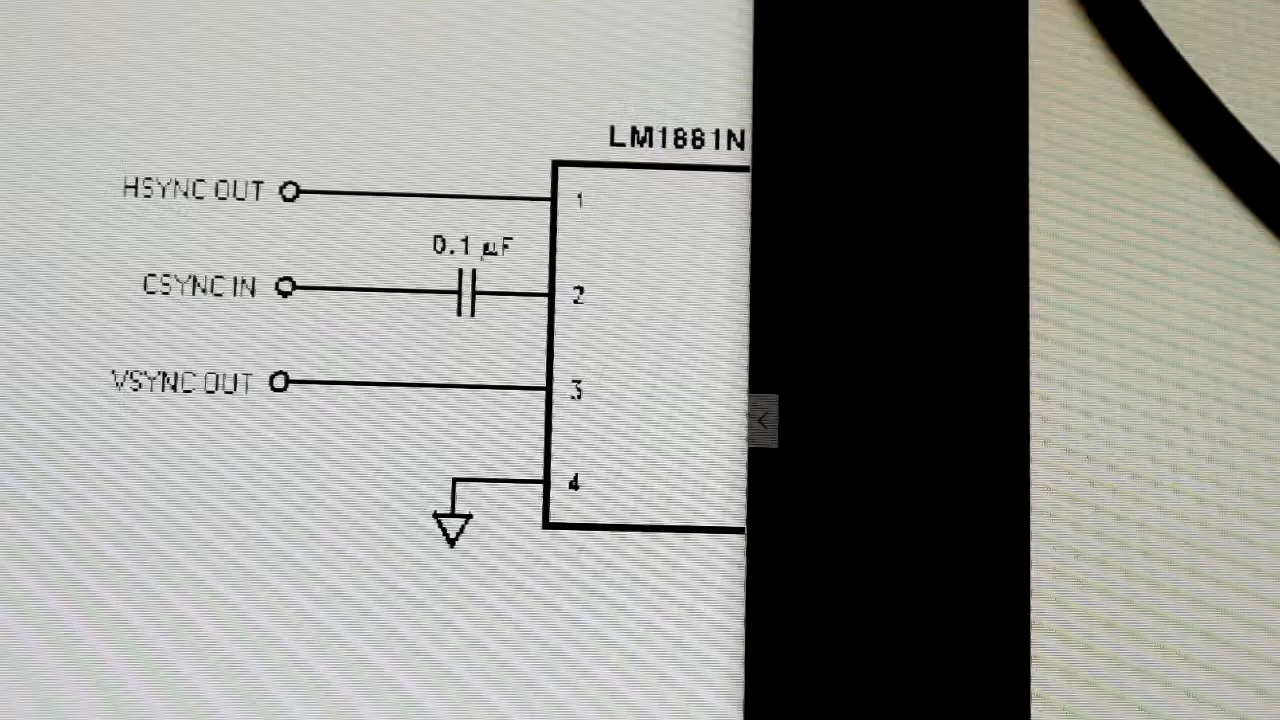 LM1881N
HSYNC OUT
1
0.1 µF
CSYNC IN
2
VSYNC OUT
3
4